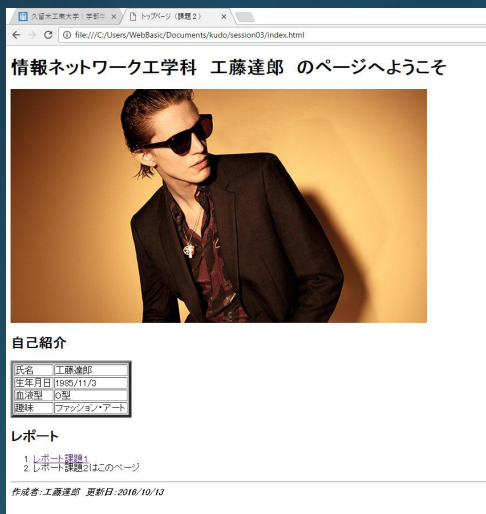 久留米工業大学｜学部学
トップページ（課題２）
file:///C:/Users/WebBasic/Documents/kudo/session03/index.html
情報ネットワーク工学科　工藤達郎　のページへようこそ
自己紹介
氏名 工藤達郎
生年月日 1985/11/3
血液型 O型
趣味 ファッション・アート
レポート
1. レポート課題1
2. レポート課題2はこのページ
作成者：工藤達郎　更新日：2016/10/13